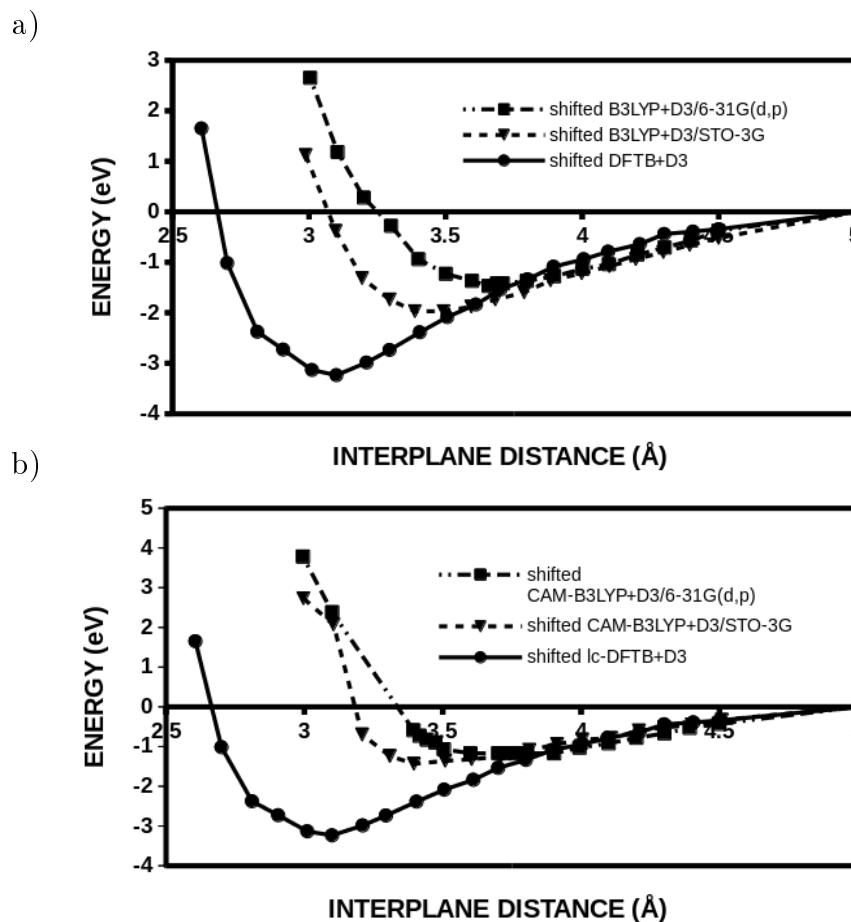 a)
3
2
1
0
-1
-2
-3
-4
2.5 3 3.5 4 4.5 5
ENERGY (eV)
shifted B3LYP+D3/6-31G(d,p)
shifted B3LYP+D3/STO-3G
shifted DFTB+D3
INTERPLANE DISTANCE (Å)
b)
5
4
3
2
1
0
-1
-2
-3
-4
2.5 3 3.5 4 4.5
ENERGY (eV)
shifted
CAM-B3LYP+D3/6-31G(d,p)
shifted CAM-B3LYP+D3/STO-3G
shifted lc-DFTB+D3
INTERPLANE DISTANCE (Å)